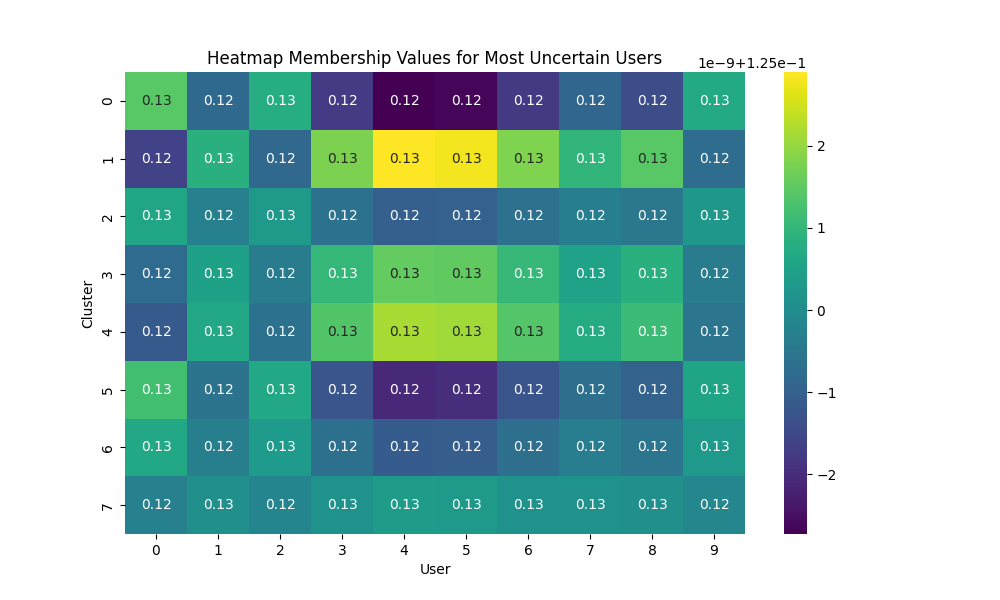 Heatmap Membership Values for Most Uncertain Users
1e−9+1.25e−1
0 0.13 0.12 0.13 0.12 0.12 0.12 0.12 0.12 0.12 0.13
1 0.12 0.13 0.12 0.13 0.13 0.13 0.13 0.13 0.13 0.12
2 0.13 0.12 0.13 0.12 0.12 0.12 0.12 0.12 0.12 0.13
3 0.12 0.13 0.12 0.13 0.13 0.13 0.13 0.13 0.13 0.12
4 0.12 0.13 0.12 0.13 0.13 0.13 0.13 0.13 0.13 0.12
5 0.13 0.12 0.13 0.12 0.12 0.12 0.12 0.12 0.12 0.13
6 0.13 0.12 0.13 0.12 0.12 0.12 0.12 0.12 0.12 0.13
7 0.12 0.13 0.12 0.13 0.13 0.13 0.13 0.13 0.13 0.12
Cluster
0 1 2 3 4 5 6 7 8 9
User
2
1
0
−1
−2